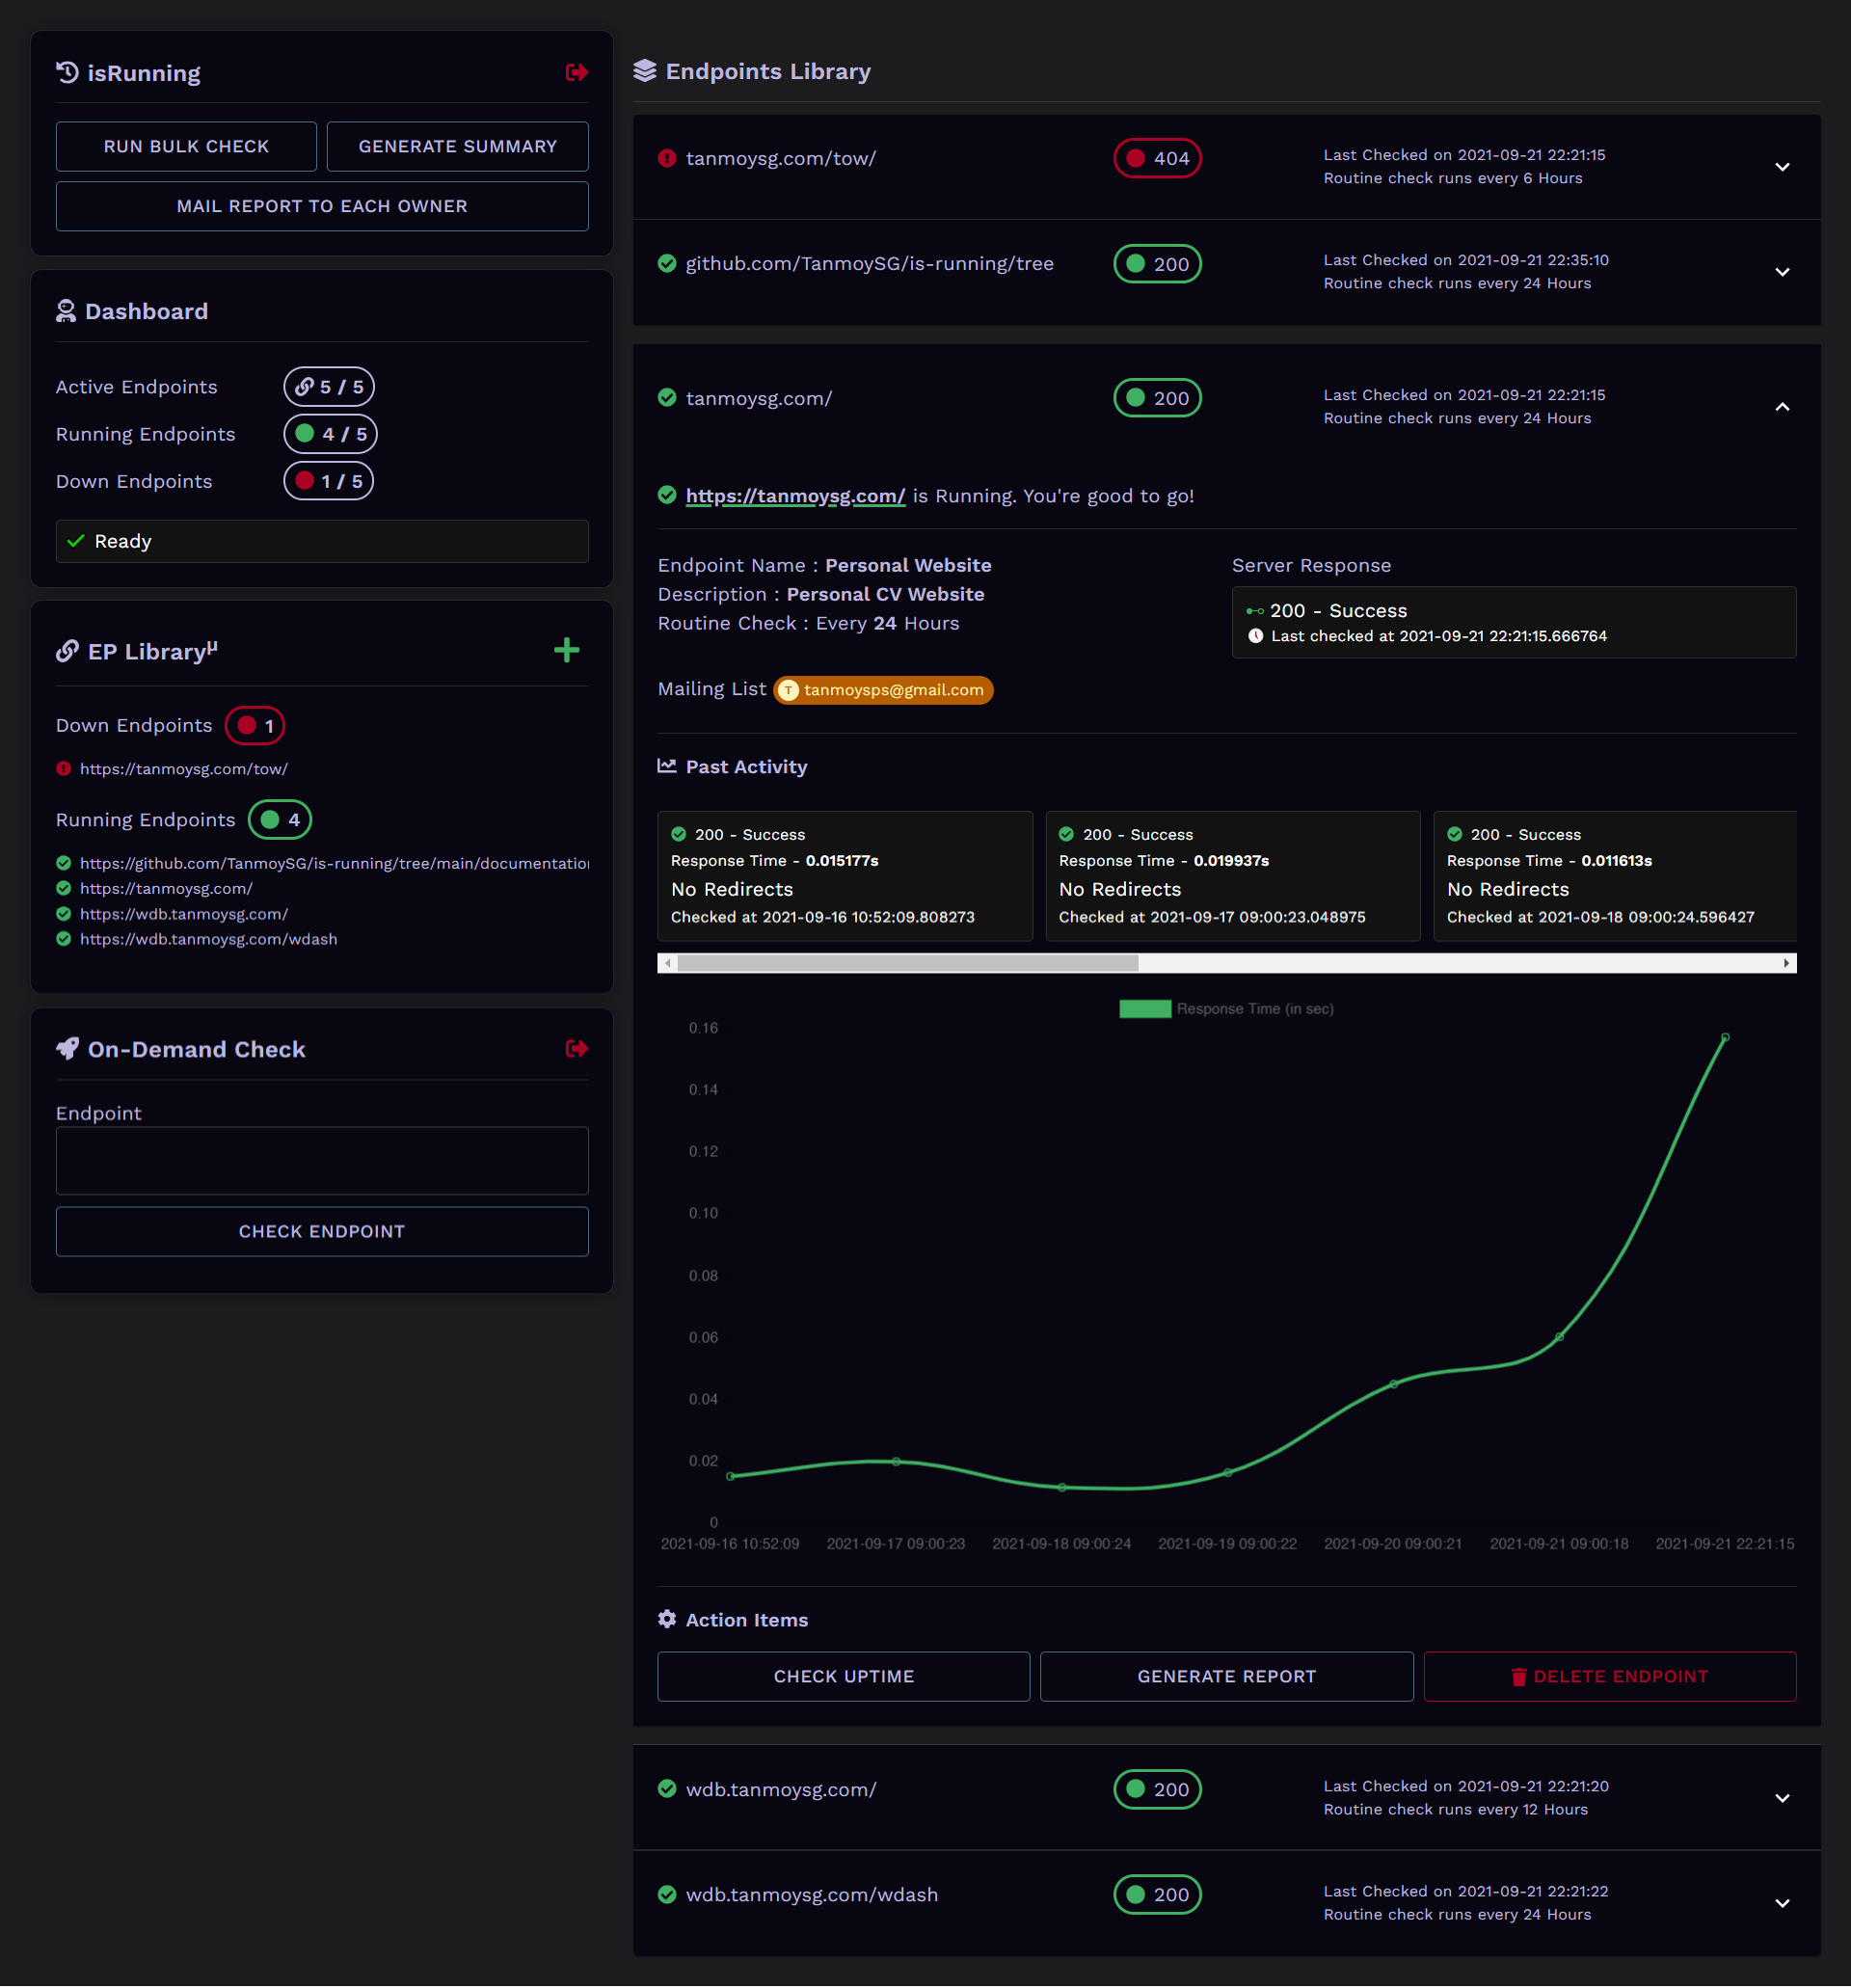 isRunning
RUN BULK CHECK
GENERATE SUMMARY
MAIL REPORT TO EACH OWNER
Dashboard
Active Endpoints 5 / 5
Running Endpoints 4 / 5
Down Endpoints 1 / 5
Ready
EP Libraryµ
Down Endpoints 1
https://tanmoysg.com/tow/
Running Endpoints 4
https://github.com/TanmoySG/is-running/tree/main/documentation
https://tanmoysg.com/
https://wdb.tanmoysg.com/
https://wdb.tanmoysg.com/wdash
On-Demand Check
Endpoint
CHECK ENDPOINT
Endpoints Library
tanmoysg.com/tow/
404
Last Checked on 2021-09-21 22:21:15
Routine check runs every 6 Hours
github.com/TanmoySG/is-running/tree
200
Last Checked on 2021-09-21 22:35:10
Routine check runs every 24 Hours
tanmoysg.com/
200
Last Checked on 2021-09-21 22:21:15
Routine check runs every 24 Hours
https://tanmoysg.com/ is Running. You're good to go!
Endpoint Name : Personal Website
Description : Personal CV Website
Routine Check : Every 24 Hours
Server Response
200 - Success
Last checked at 2021-09-21 22:21:15.666764
Mailing List T tanmoysps@gmail.com
Past Activity
200 - Success
Response Time - 0.015177s
No Redirects
Checked at 2021-09-16 10:52:09.808273
200 - Success
Response Time - 0.019937s
No Redirects
Checked at 2021-09-17 09:00:23.048975
200 - Success
Response Time - 0.011613s
No Redirects
Checked at 2021-09-18 09:00:24.596427
Response Time (in sec)
0.16
0.14
0.12
0.10
0.08
0.06
0.04
0.02
0
2021-09-16 10:52:09 2021-09-17 09:00:23 2021-09-18 09:00:24 2021-09-19 09:00:22 2021-09-20 09:00:21 2021-09-21 09:00:18 2021-09-21 22:21:15
Action Items
CHECK UPTIME
GENERATE REPORT
DELETE ENDPOINT
wdb.tanmoysg.com/
200
Last Checked on 2021-09-21 22:21:20
Routine check runs every 12 Hours
wdb.tanmoysg.com/wdash
200
Last Checked on 2021-09-21 22:21:22
Routine check runs every 24 Hours